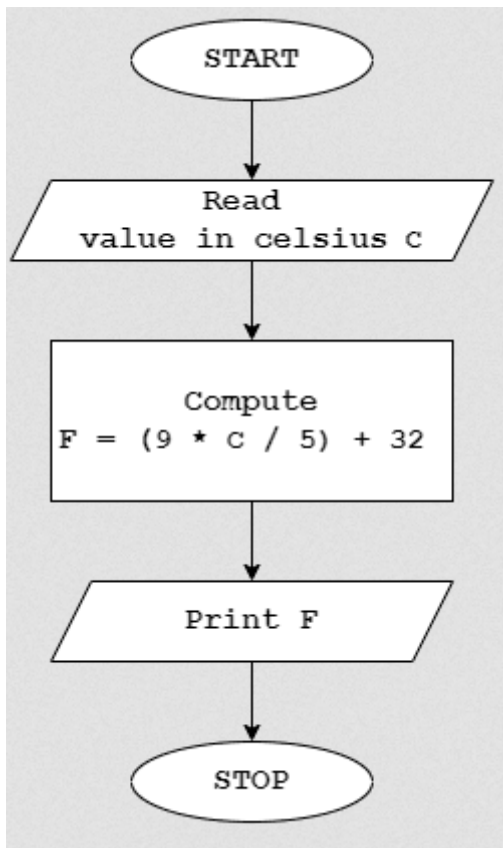 START
Read
value in celsius C
Compute
F = (9 * C / 5) + 32
Print F
STOP